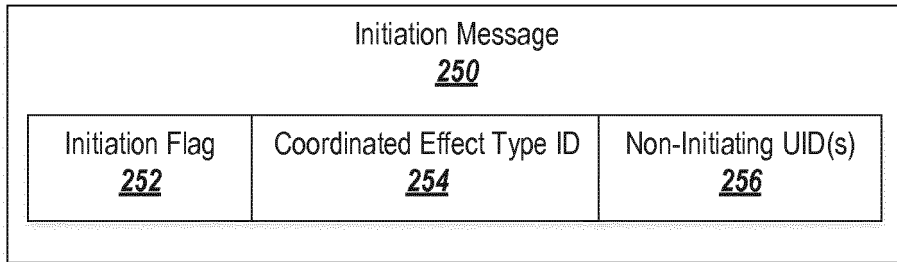 Initiation Message
250
Initiation Flag
252
Coordinated Effect Type ID
254
Non-Initiating UID(s)
256